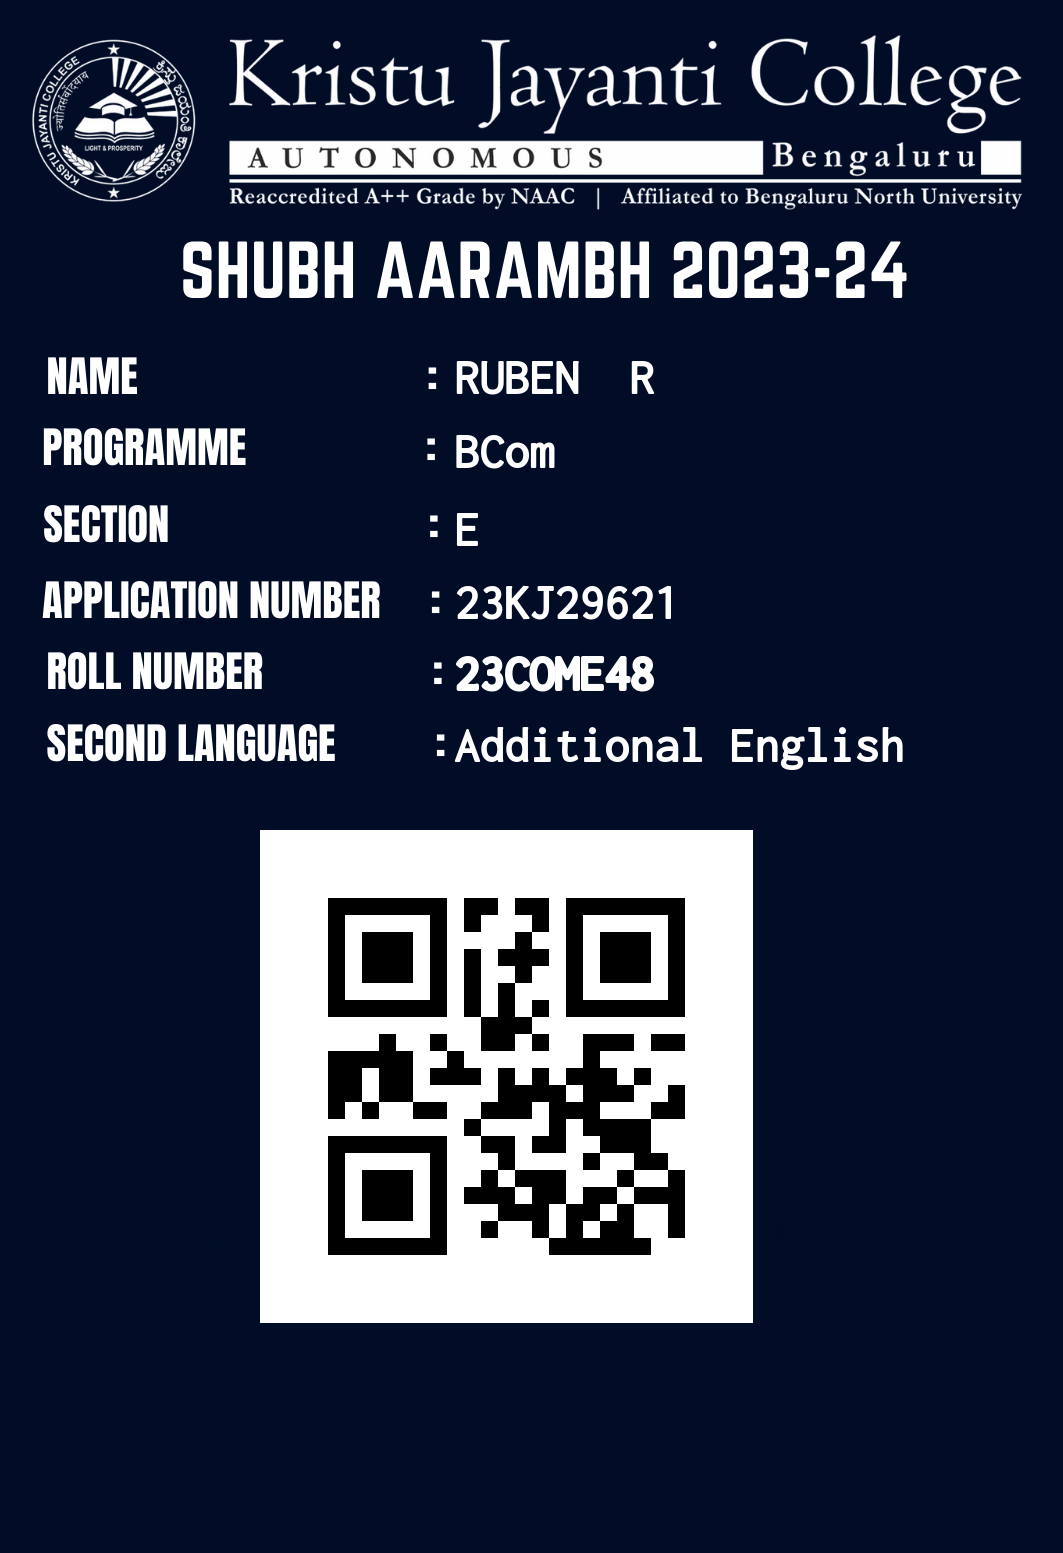 Kristu Jayanti College
AUTONOMOUS Bengaluru
Reaccredited A++ Grade by NAAC | Affiliated to Bengaluru North University
KRISTU JAYANTI COLLEGE
LIGHT & PROSPERITY
SHUBH AARAMBH 2023-24
NAME : RUBEN R
PROGRAMME : BCom
SECTION : E
APPLICATION NUMBER : 23KJ29621
ROLL NUMBER : 23COME48
SECOND LANGUAGE : Additional English